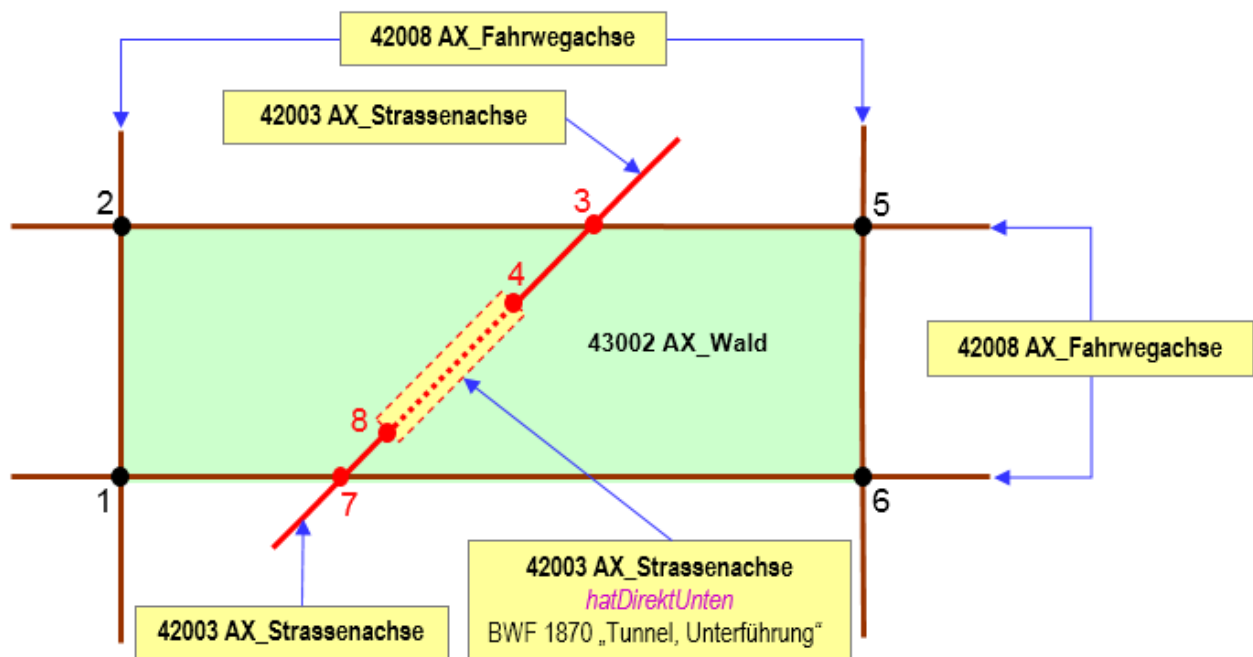 42008 AX_Fahrwegachse
42003 AX_Strassenachse
2
3
5
4
43002 AX_Wald
42008 AX_Fahrwegachse
8
1
7
6
42003 AX_Strassenachse
hatDirektUnten
BWF 1870 „Tunnel, Unterführung“
42003 AX_Strassenachse